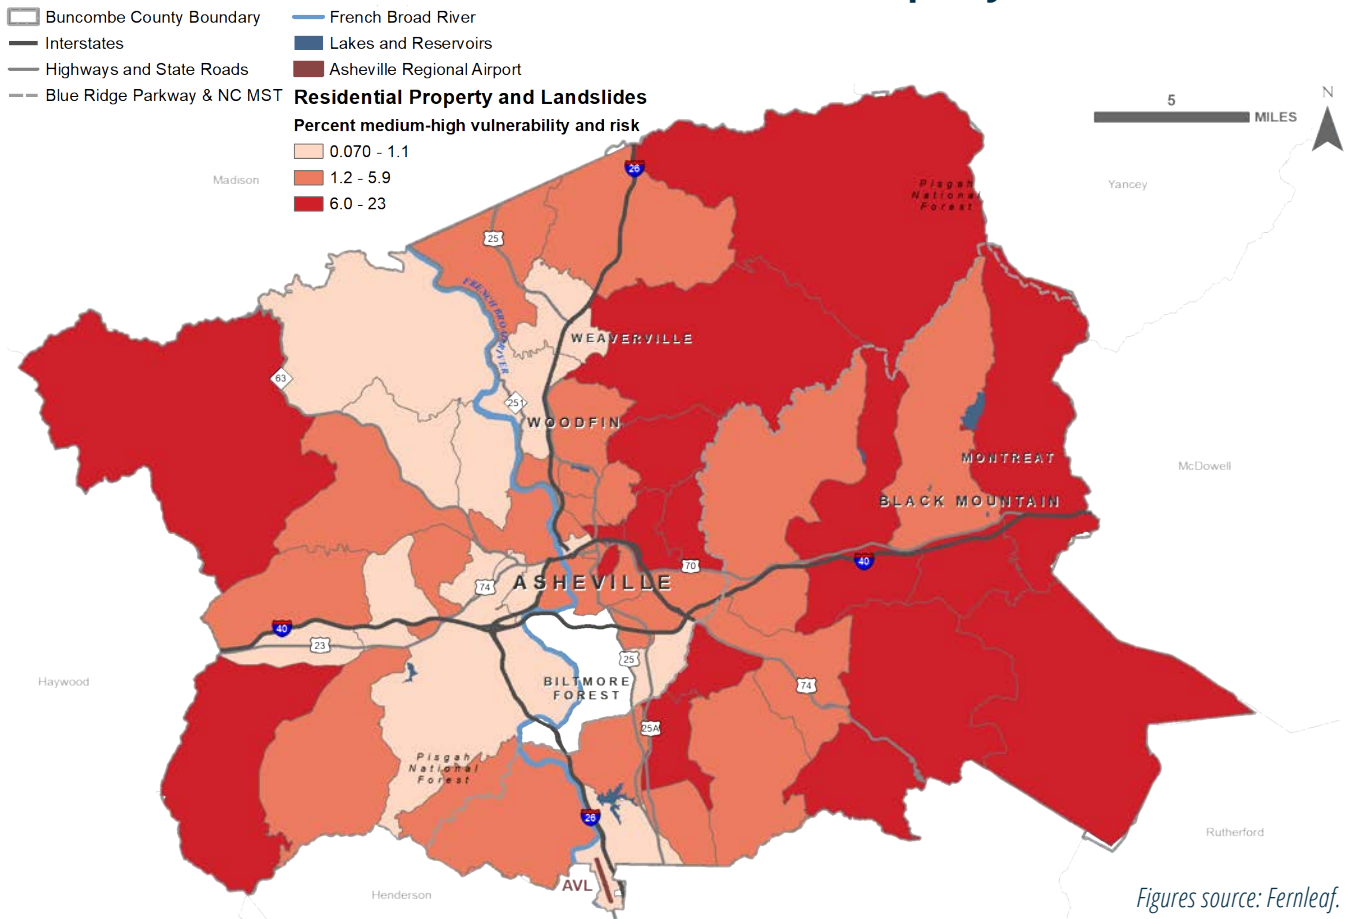 Buncombe County Boundary
Interstates
Highways and State Roads
Blue Ridge Parkway & NC MST
French Broad River
Lakes and Reservoirs
Asheville Regional Airport
Residential Property and Landslides
Percent medium-high vulnerability and risk
0.070 - 1.1
1.2 - 5.9
6.0 - 23
5
MILES
N
Madison
26
Pisgah
National
Forest
Yancey
25
FRENCH BROAD RIVER
WEAVERVILLE
63
251
WOODFIN
MONTREAT
McDowell
BLACK MOUNTAIN
70
40
74
ASHEVILLE
40
23
25
Haywood
BILTMORE
FOREST
74
25A
Pisgah
National
Forest
26
Rutherford
AVL
Henderson
Figures source: Fernleaf.